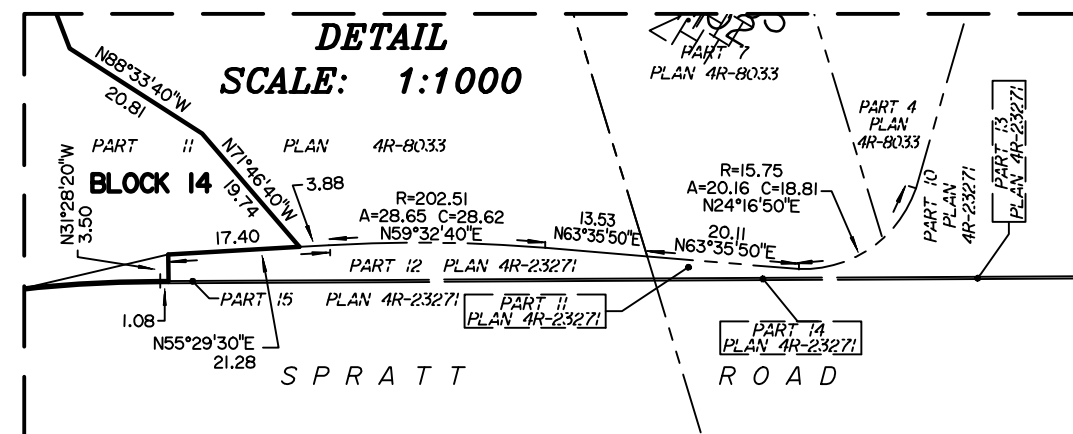 DETAIL
SCALE: 1:1000
N88°33'40"W
20.81
PART 7
PLAN 4R-8033
PART 4
PLAN
4R-8033
PART 13
PLAN 4R-23271
PART 11 PLAN 4R-8033
N71°46'40"W
19.74
BLOCK 14
N31°28'20"W
3.50
3.88
R=202.51
A=28.65 C=28.62
N59°32'40"E
13.53
N63°35'50"E
R=15.75
A=20.16 C=18.81
N24°16'50"E
20.11
N63°35'50"E
PART 10
PLAN
4R-23271
17.40
PART 12 PLAN 4R-23271
PART 15 PLAN 4R-23271
PART 11
PLAN 4R-23271
PART 14
PLAN 4R-23271
1.08
N55°29'30"E
21.28
SPRATT ROAD